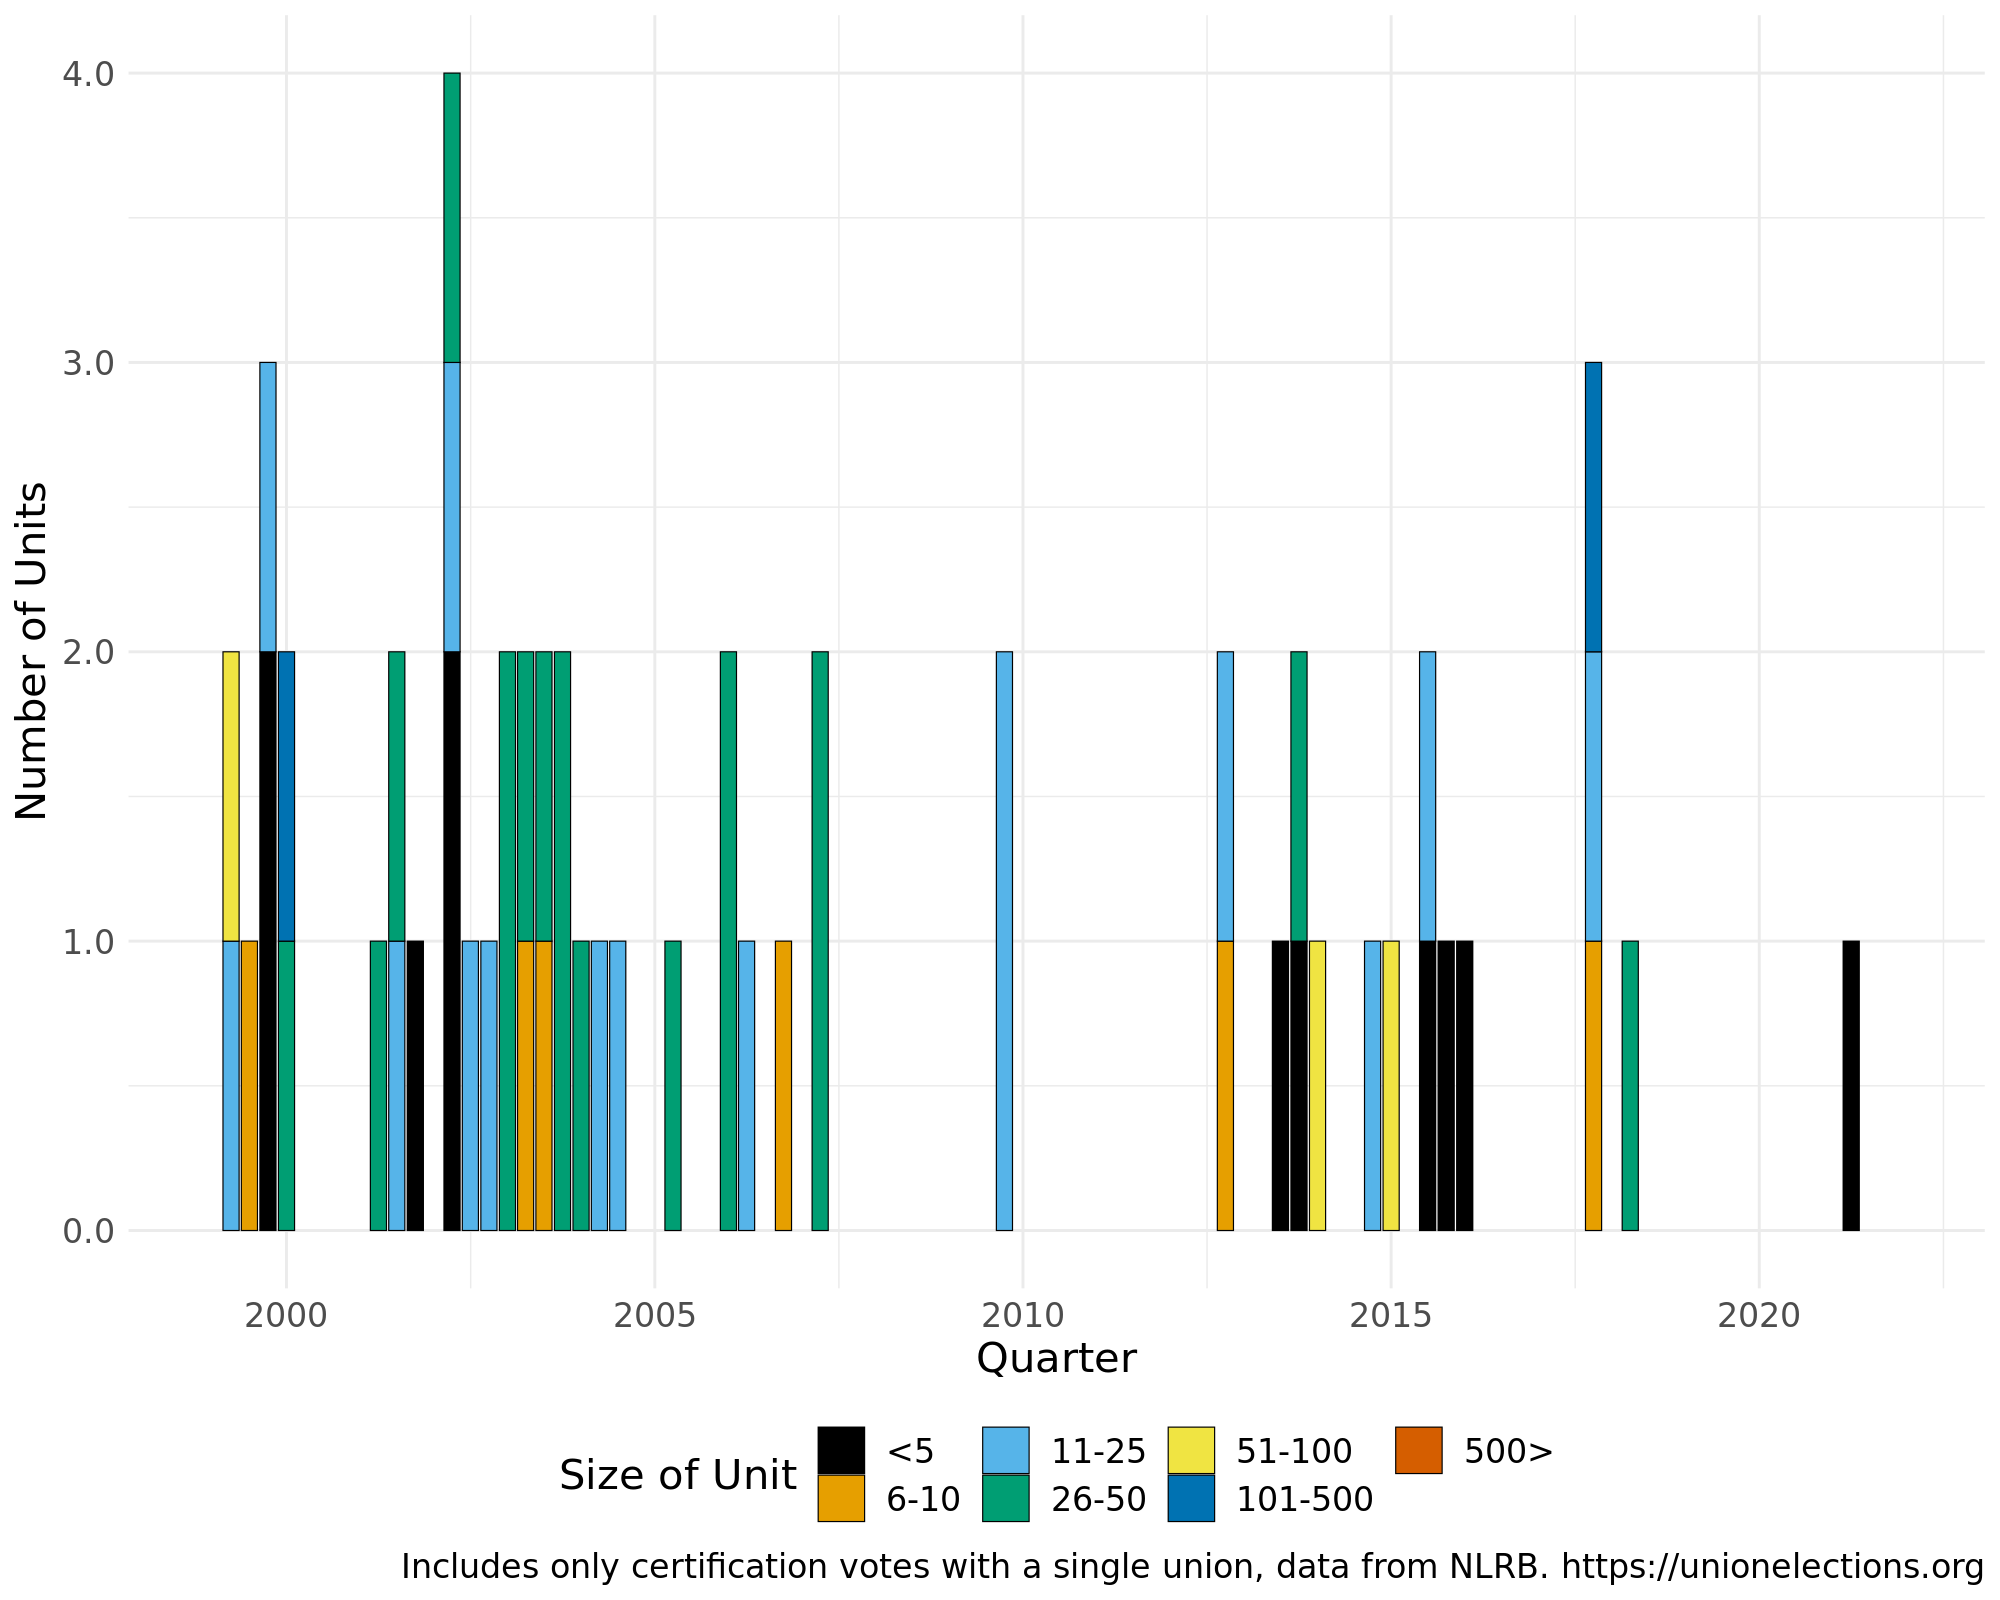 4.0
3.0
2.0
1.0
0.0
Number of Units
2000 2005 2010 2015 2020
Quarter
Size of Unit
<5 11-25 51-100 500>
6-10 26-50 101-500
Includes only certification votes with a single union, data from NLRB. https://unionelections.org